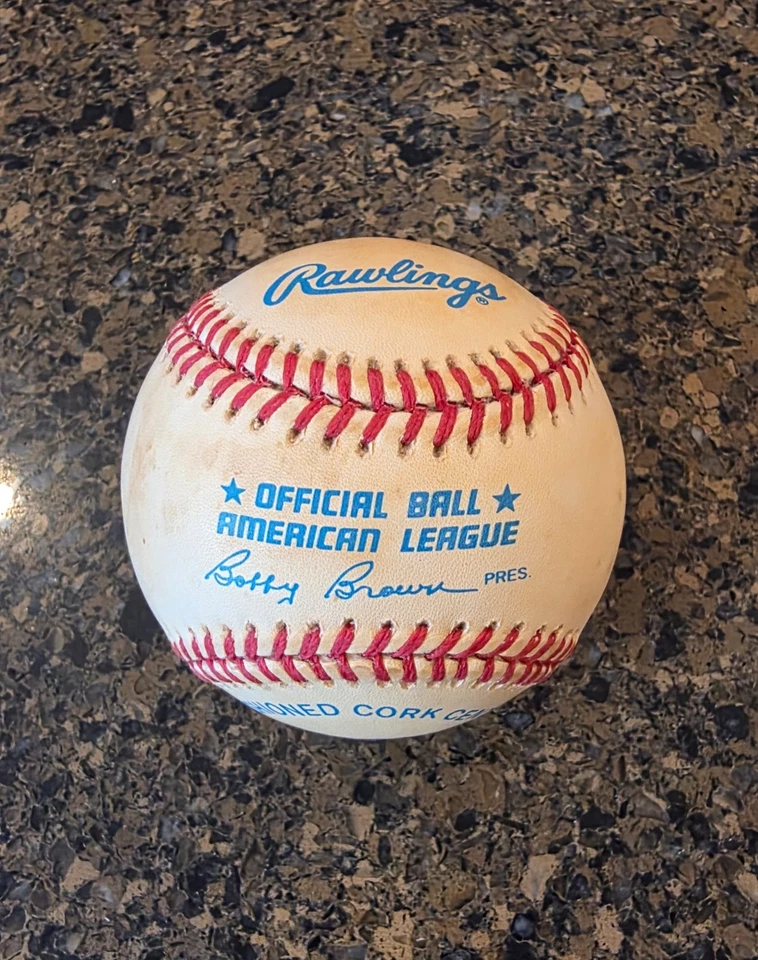 Rawlings ®
★ OFFICIAL BALL ★
AMERICAN LEAGUE
Bobby Brown PRES.
CORK